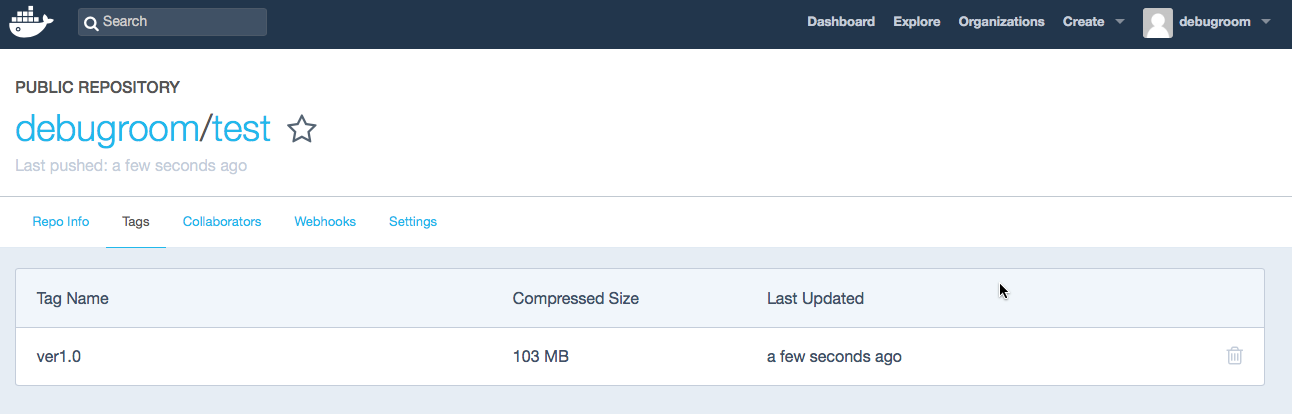 Search Dashboard Explore Organizations Create debugroom
PUBLIC REPOSITORY
debugroom/test
Last pushed: a few seconds ago
Repo Info Tags Collaborators Webhooks Settings
Tag Name Compressed Size Last Updated
ver1.0 103 MB a few seconds ago